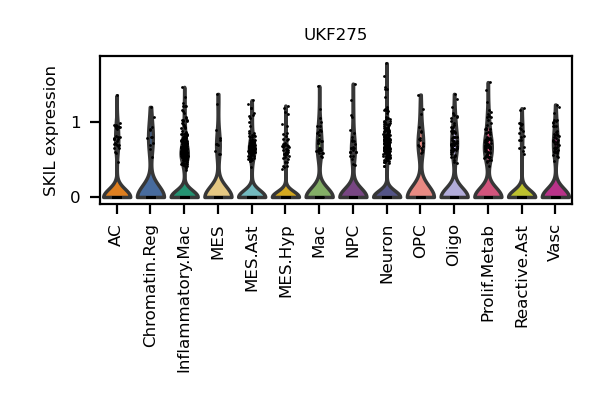 UKF275
SKIL expression
1
0
AC
Chromatin.Reg
Inflammatory.Mac
MES
MES.Ast
MES.Hyp
Mac
NPC
Neuron
OPC
Oligo
Prolif.Metab
Reactive.Ast
Vasc